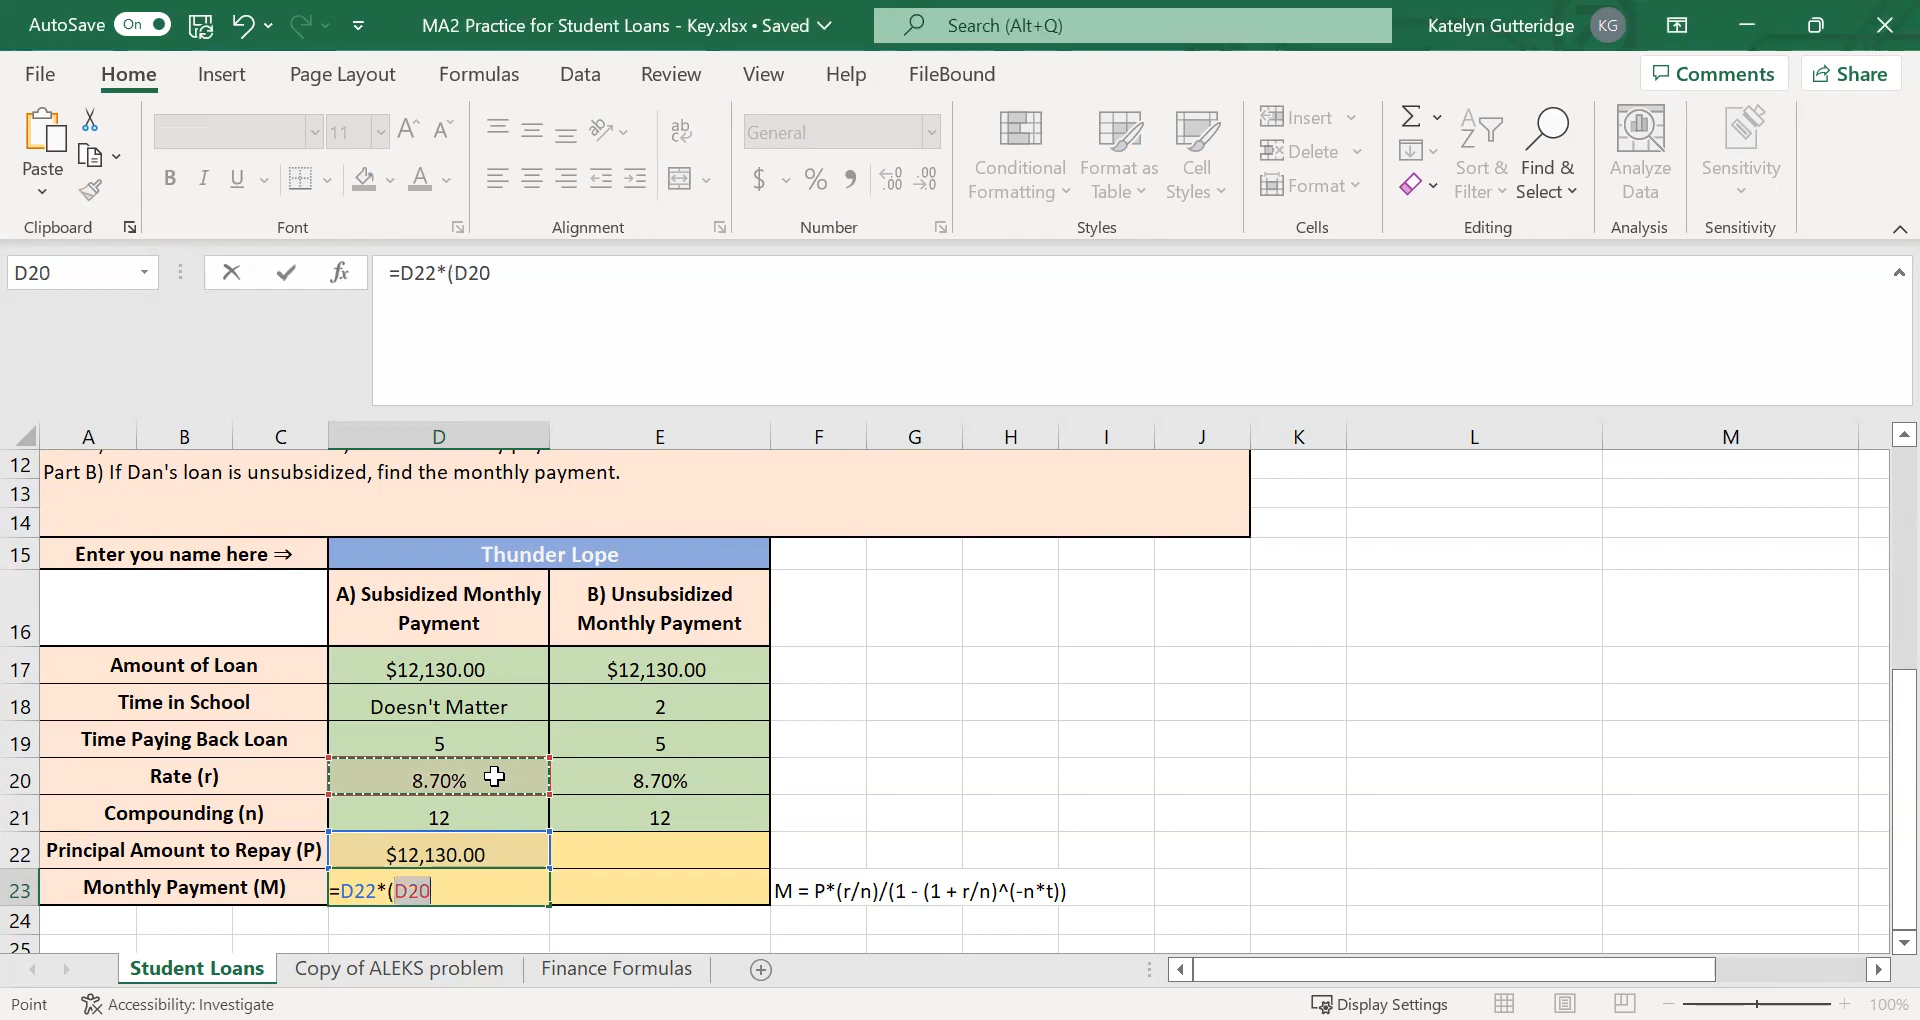 AutoSave On MA2 Practice for Student Loans - Key.xlsx • Saved Search (Alt+Q) Katelyn Gutteridge KG
File Home Insert Page Layout Formulas Data Review View Help FileBound Comments Share
Paste 11 General Conditional Formatting Format as Table Cell Styles Insert Delete Format Sort & Filter Find & Select Analyze Data Sensitivity
Clipboard Font Alignment Number Styles Cells Editing Analysis Sensitivity
D20 fx =D22*(D20
A B C D E F G H I J K L M
12 Part B) If Dan's loan is unsubsidized, find the monthly payment.
13
14
15 Enter you name here ⇒ Thunder Lope
16 A) Subsidized Monthly Payment B) Unsubsidized Monthly Payment
17 Amount of Loan $12,130.00 $12,130.00
18 Time in School Doesn't Matter 2
19 Time Paying Back Loan 5 5
20 Rate (r) 8.70% 8.70%
21 Compounding (n) 12 12
22 Principal Amount to Repay (P) $12,130.00
23 Monthly Payment (M) =D22*(D20 M = P*(r/n)/(1 - (1 + r/n)^(-n*t))
24
25
Student Loans Copy of ALEKS problem Finance Formulas
Point Accessibility: Investigate Display Settings 100%